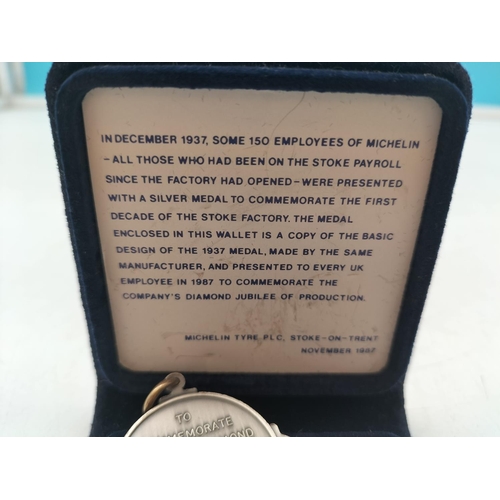 IN DECEMBER 1937, SOME 150 EMPLOYEES OF MICHELIN
-ALL THOSE WHO HAD BEEN ON THE STOKE PAYROLL
SINCE THE FACTORY HAD OPENED-WERE PRESENTED
WITH A SILVER MEDAL TO COMMEMORATE THE FIRST
DECADE OF THE STOKE FACTORY. THE MEDAL
ENCLOSED IN THIS WALLET IS A COPY OF THE BASIC
DESIGN OF THE 1937 MEDAL, MADE BY THE SAME
MANUFACTURER, AND PRESENTED TO EVERY UK
EMPLOYEE IN 1987 TO COMMEMORATE THE
COMPANY'S DIAMOND JUBILEE OF PRODUCTION.
MICHELIN TYRE PLC, STOKE-ON-TRENT
NOVEMBER 1987
TO